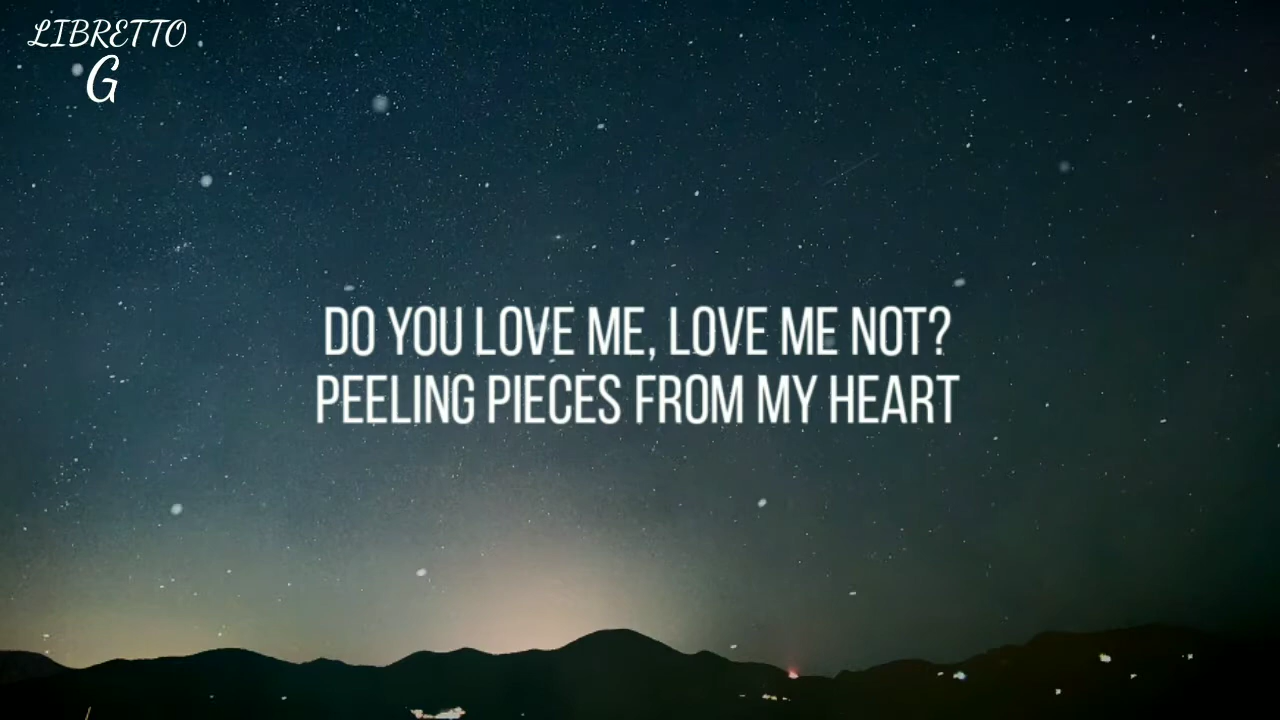 LIBRETTO
G
DO YOU LOVE ME, LOVE ME NOT?
PEELING PIECES FROM MY HEART